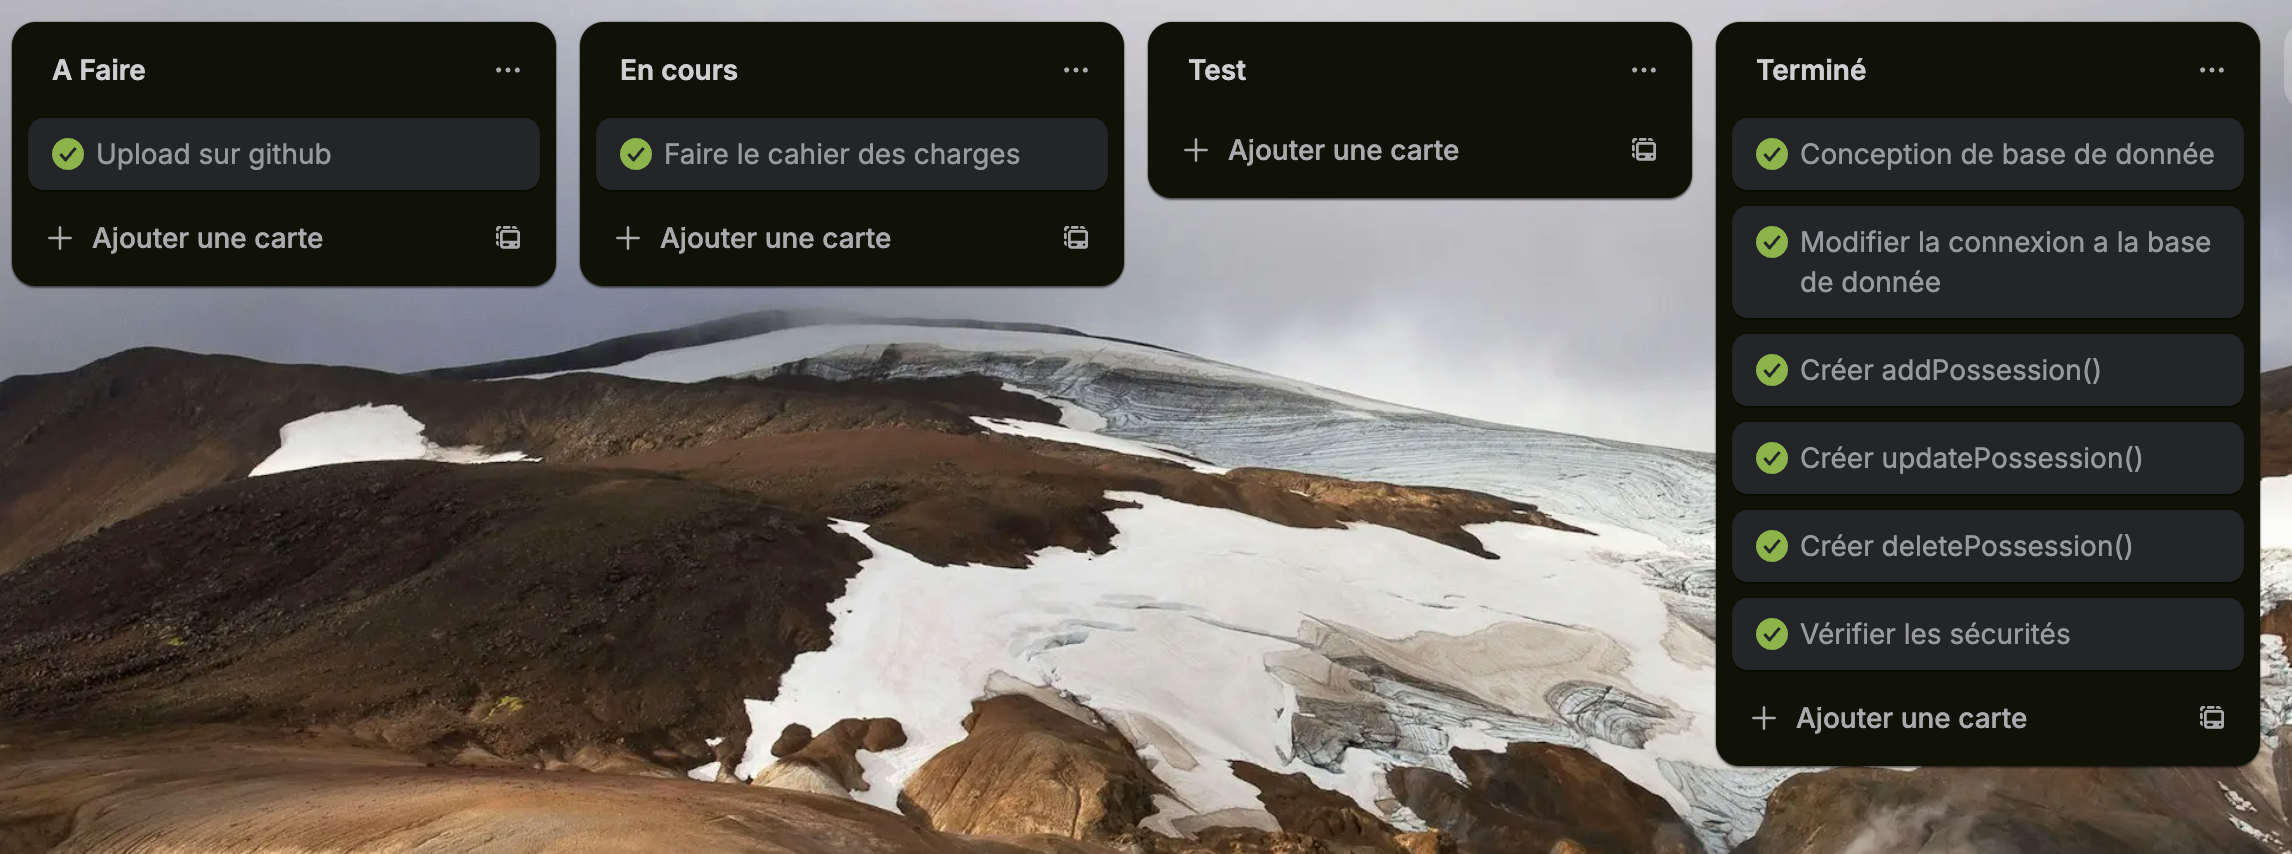 A Faire
Upload sur github
Ajouter une carte
En cours
Faire le cahier des charges
Ajouter une carte
Test
Ajouter une carte
Terminé
Conception de base de donnée
Modifier la connexion a la base
de donnée
Créer addPossession()
Créer updatePossession()
Créer deletePossession()
Vérifier les sécurités
Ajouter une carte